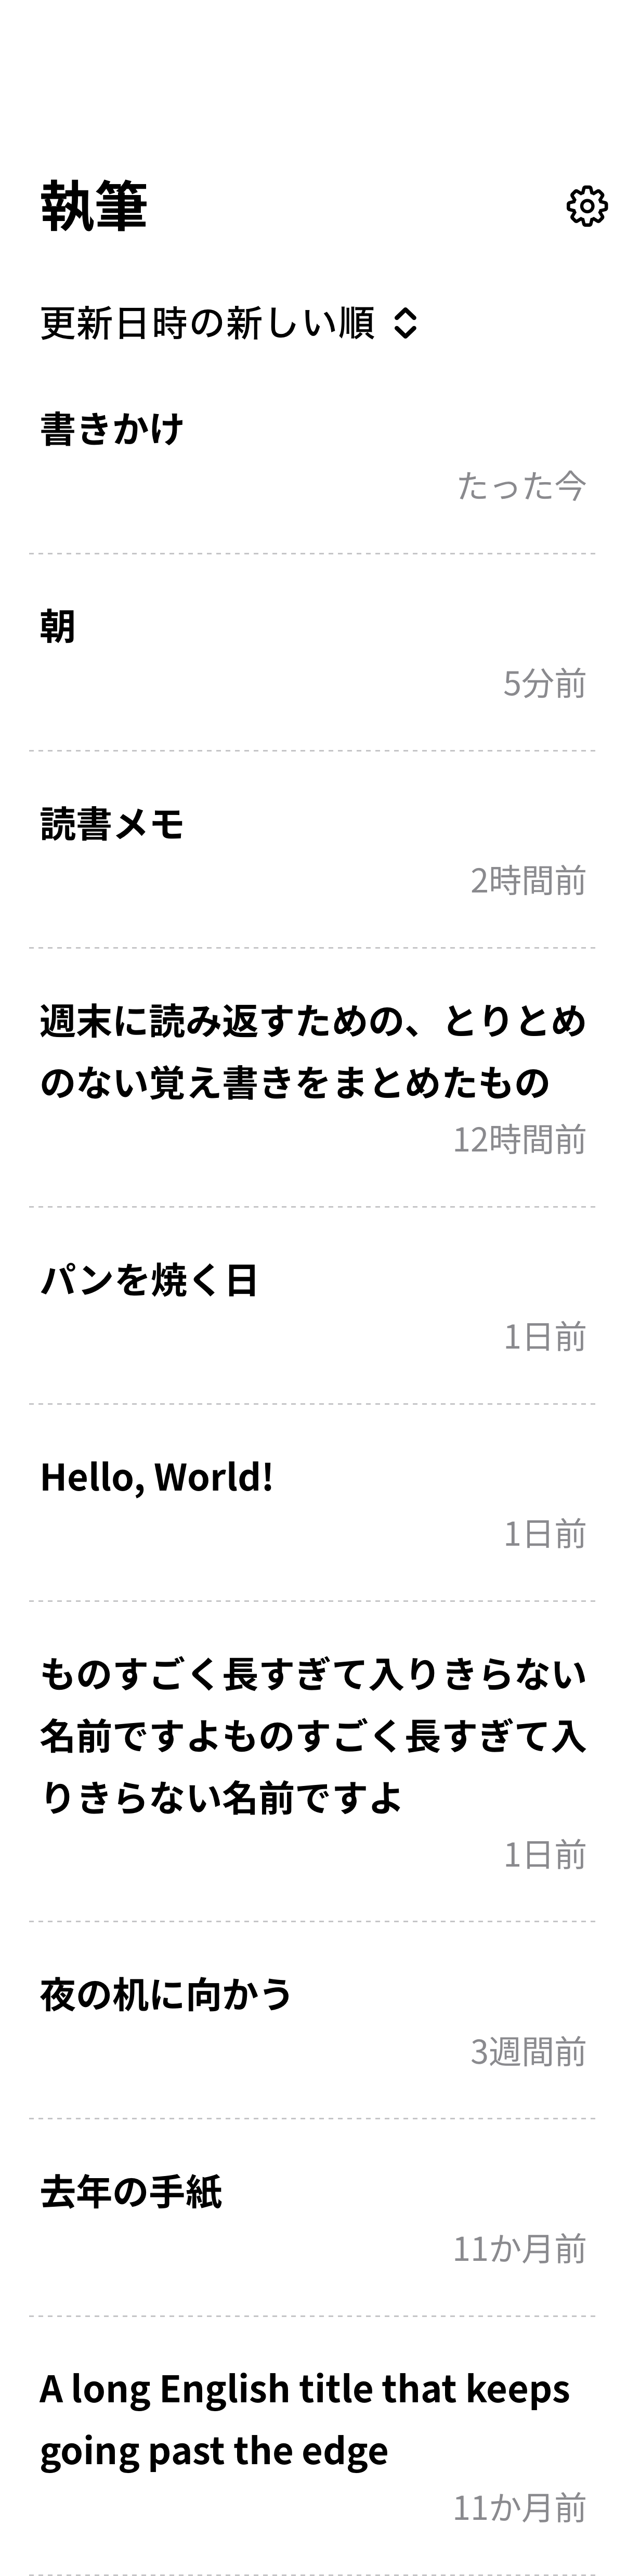 執筆
更新日時の新しい順
書きかけ
たった今
朝
5分前
読書メモ
2時間前
週末に読み返すための、とりとめ
のない覚え書きをまとめたもの
12時間前
パンを焼く日
1日前
Hello, World!
1日前
ものすごく長すぎて入りきらない
名前ですよものすごく長すぎて入
りきらない名前ですよ
1日前
夜の机に向かう
3週間前
去年の手紙
11か月前
A long English title that keeps
going past the edge
11か月前